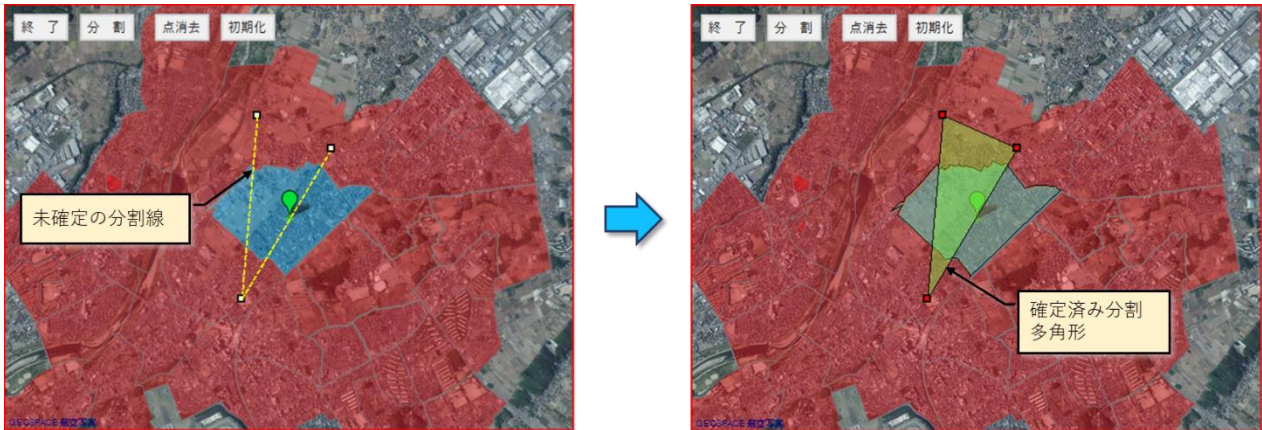 終 了 分 割 点消去 初期化
未確定の分割線
GEOSPACE 航空写真
終 了 分 割 点消去 初期化
確定済み分割
多角形
GEOSPACE 航空写真